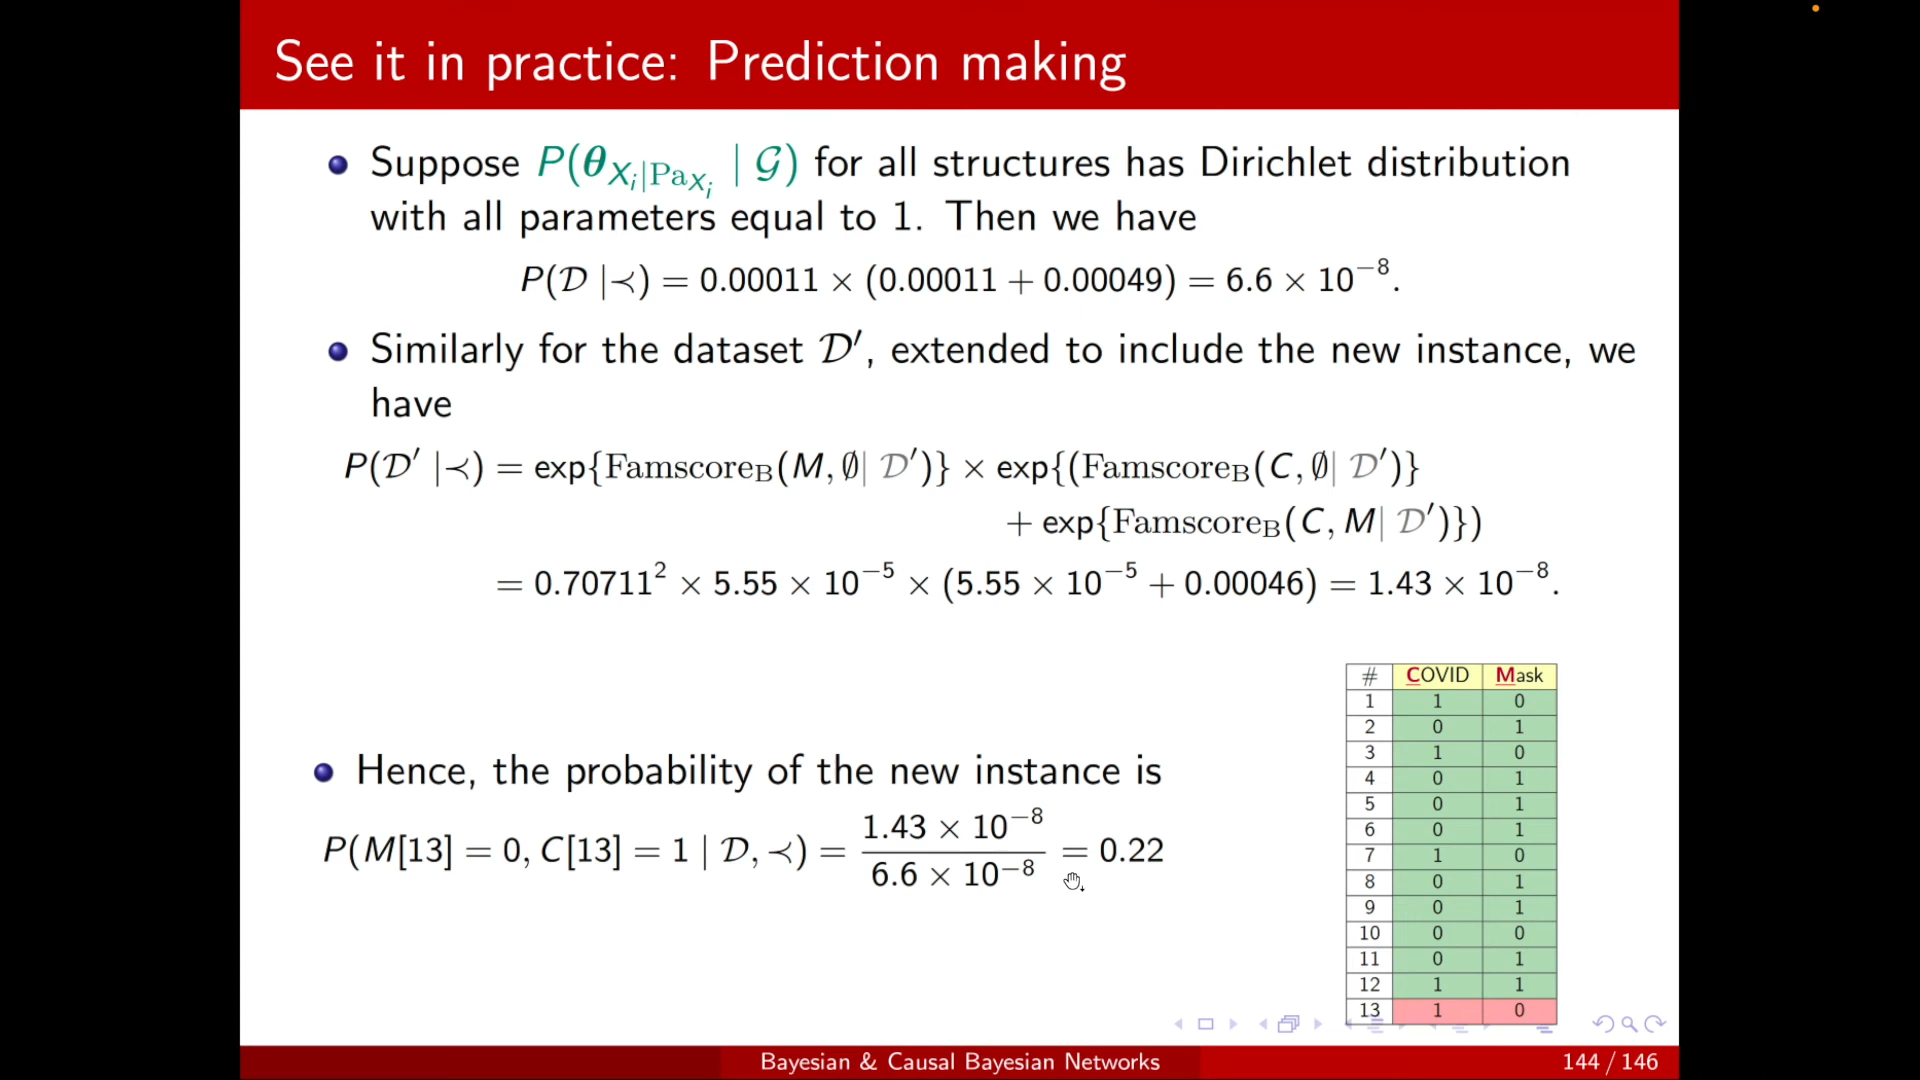 See it in practice: Prediction making
Suppose P(θ_{X_i|Pa_{X_i}} | 𝒢) for all structures has Dirichlet distribution
with all parameters equal to 1. Then we have
P(𝒟 |≺) = 0.00011 × (0.00011 + 0.00049) = 6.6 × 10⁻⁸.
Similarly for the dataset 𝒟′, extended to include the new instance, we
have
P(𝒟′ |≺) = exp{Famscore_B(M, ∅| 𝒟′)} × exp{(Famscore_B(C, ∅| 𝒟′)}
+ exp{Famscore_B(C, M| 𝒟′)})
= 0.70711² × 5.55 × 10⁻⁵ × (5.55 × 10⁻⁵ + 0.00046) = 1.43 × 10⁻⁸.
Hence, the probability of the new instance is
P(M[13] = 0, C[13] = 1 | 𝒟, ≺) = 1.43 × 10⁻⁸ / 6.6 × 10⁻⁸ = 0.22
# COVID Mask
1 1 0
2 0 1
3 1 0
4 0 1
5 0 1
6 0 1
7 1 0
8 0 1
9 0 1
10 0 0
11 0 1
12 1 1
13 1 0
Bayesian & Causal Bayesian Networks
144 / 146